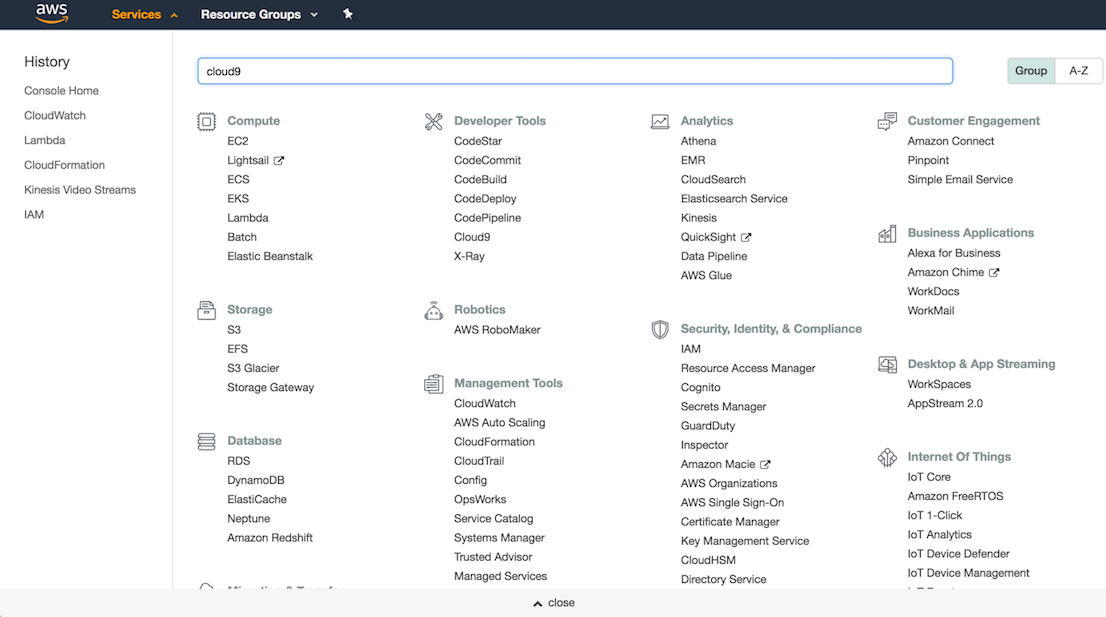 aws
Services
Resource Groups
History
Console Home
CloudWatch
Lambda
CloudFormation
Kinesis Video Streams
IAM
cloud9
Group
A-Z
Compute
EC2
Lightsail
ECS
EKS
Lambda
Batch
Elastic Beanstalk
Storage
S3
EFS
S3 Glacier
Storage Gateway
Database
RDS
DynamoDB
ElastiCache
Neptune
Amazon Redshift
Developer Tools
CodeStar
CodeCommit
CodeBuild
CodeDeploy
CodePipeline
Cloud9
X-Ray
Robotics
AWS RoboMaker
Management Tools
CloudWatch
AWS Auto Scaling
CloudFormation
CloudTrail
Config
OpsWorks
Service Catalog
Systems Manager
Trusted Advisor
Managed Services
Analytics
Athena
EMR
CloudSearch
Elasticsearch Service
Kinesis
QuickSight
Data Pipeline
AWS Glue
Security, Identity, & Compliance
IAM
Resource Access Manager
Cognito
Secrets Manager
GuardDuty
Inspector
Amazon Macie
AWS Organizations
AWS Single Sign-On
Certificate Manager
Key Management Service
CloudHSM
Directory Service
Customer Engagement
Amazon Connect
Pinpoint
Simple Email Service
Business Applications
Alexa for Business
Amazon Chime
WorkDocs
WorkMail
Desktop & App Streaming
WorkSpaces
AppStream 2.0
Internet Of Things
IoT Core
Amazon FreeRTOS
IoT 1-Click
IoT Analytics
IoT Device Defender
IoT Device Management
close